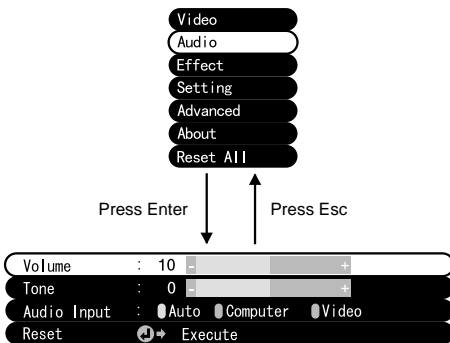 Video
Audio
Effect
Setting
Advanced
About
Reset All
Press Enter
Press Esc
Volume : 10 - +
Tone : 0 - +
Audio Input : Auto Computer Video
Reset Execute